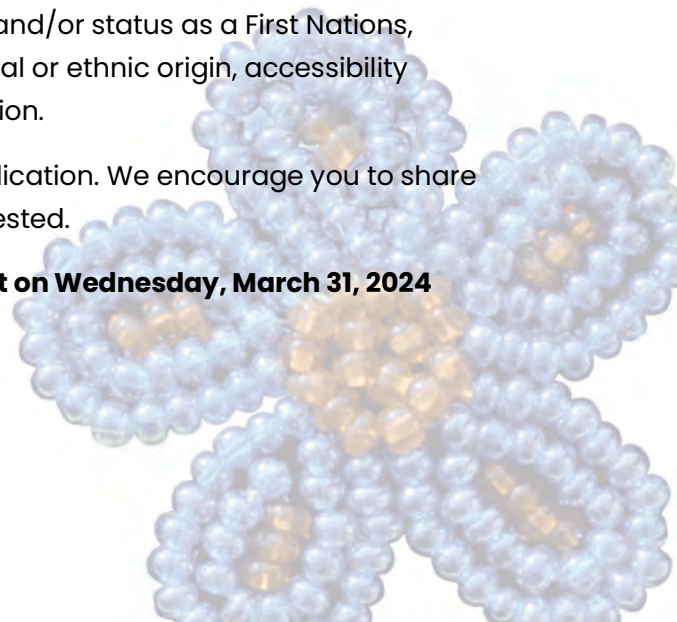 and/or status as a First Nations,
al or ethnic origin, accessibility
ion.
lication. We encourage you to share
ested.
t on Wednesday, March 31, 2024